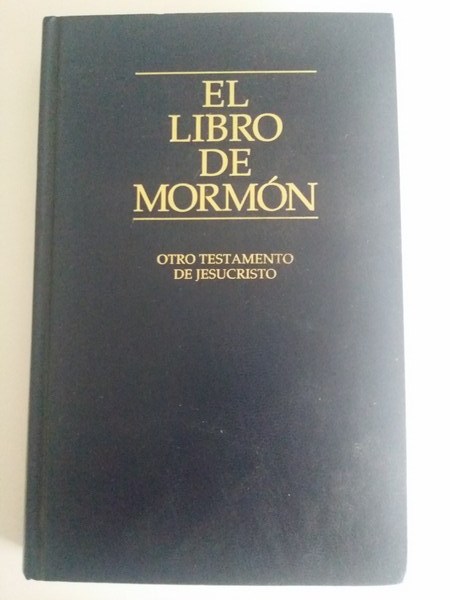 EL
LIBRO
DE
MORMÓN
OTRO TESTAMENTO
DE JESUCRISTO